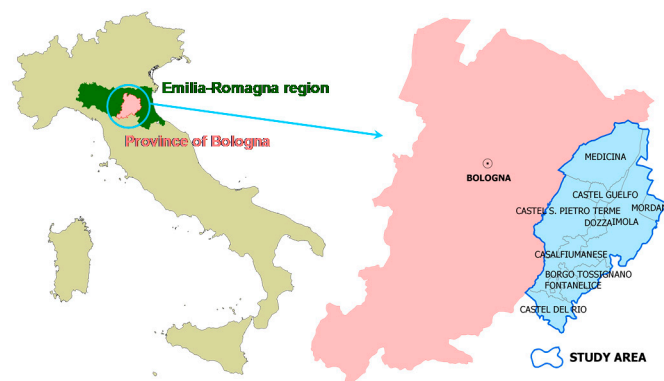 Emilia-Romagna region
Province of Bologna
BOLOGNA
MEDICINA
CASTEL GUELFO
CASTEL S. PIETRO TERME
MORDAN
DOZZA
IMOLA
CASALFIUMANESE
BORGO TOSSIGNANO
FONTANELICE
CASTEL DEL RIO
STUDY AREA